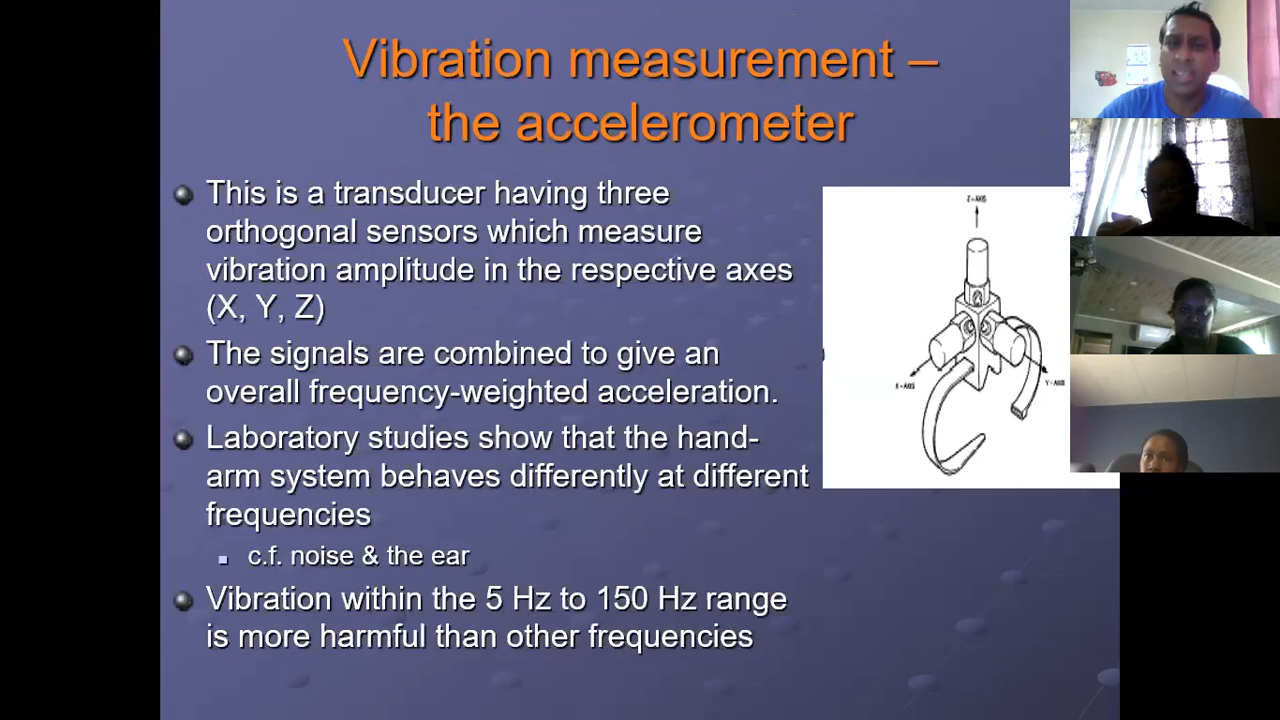 Vibration measurement –
the accelerometer
This is a transducer having three
orthogonal sensors which measure
vibration amplitude in the respective axes
(X, Y, Z)
The signals are combined to give an
overall frequency-weighted acceleration.
Laboratory studies show that the hand-
arm system behaves differently at different
frequencies
c.f. noise & the ear
Vibration within the 5 Hz to 150 Hz range
is more harmful than other frequencies
Z-AXIS
X-AXIS
Y-AXIS